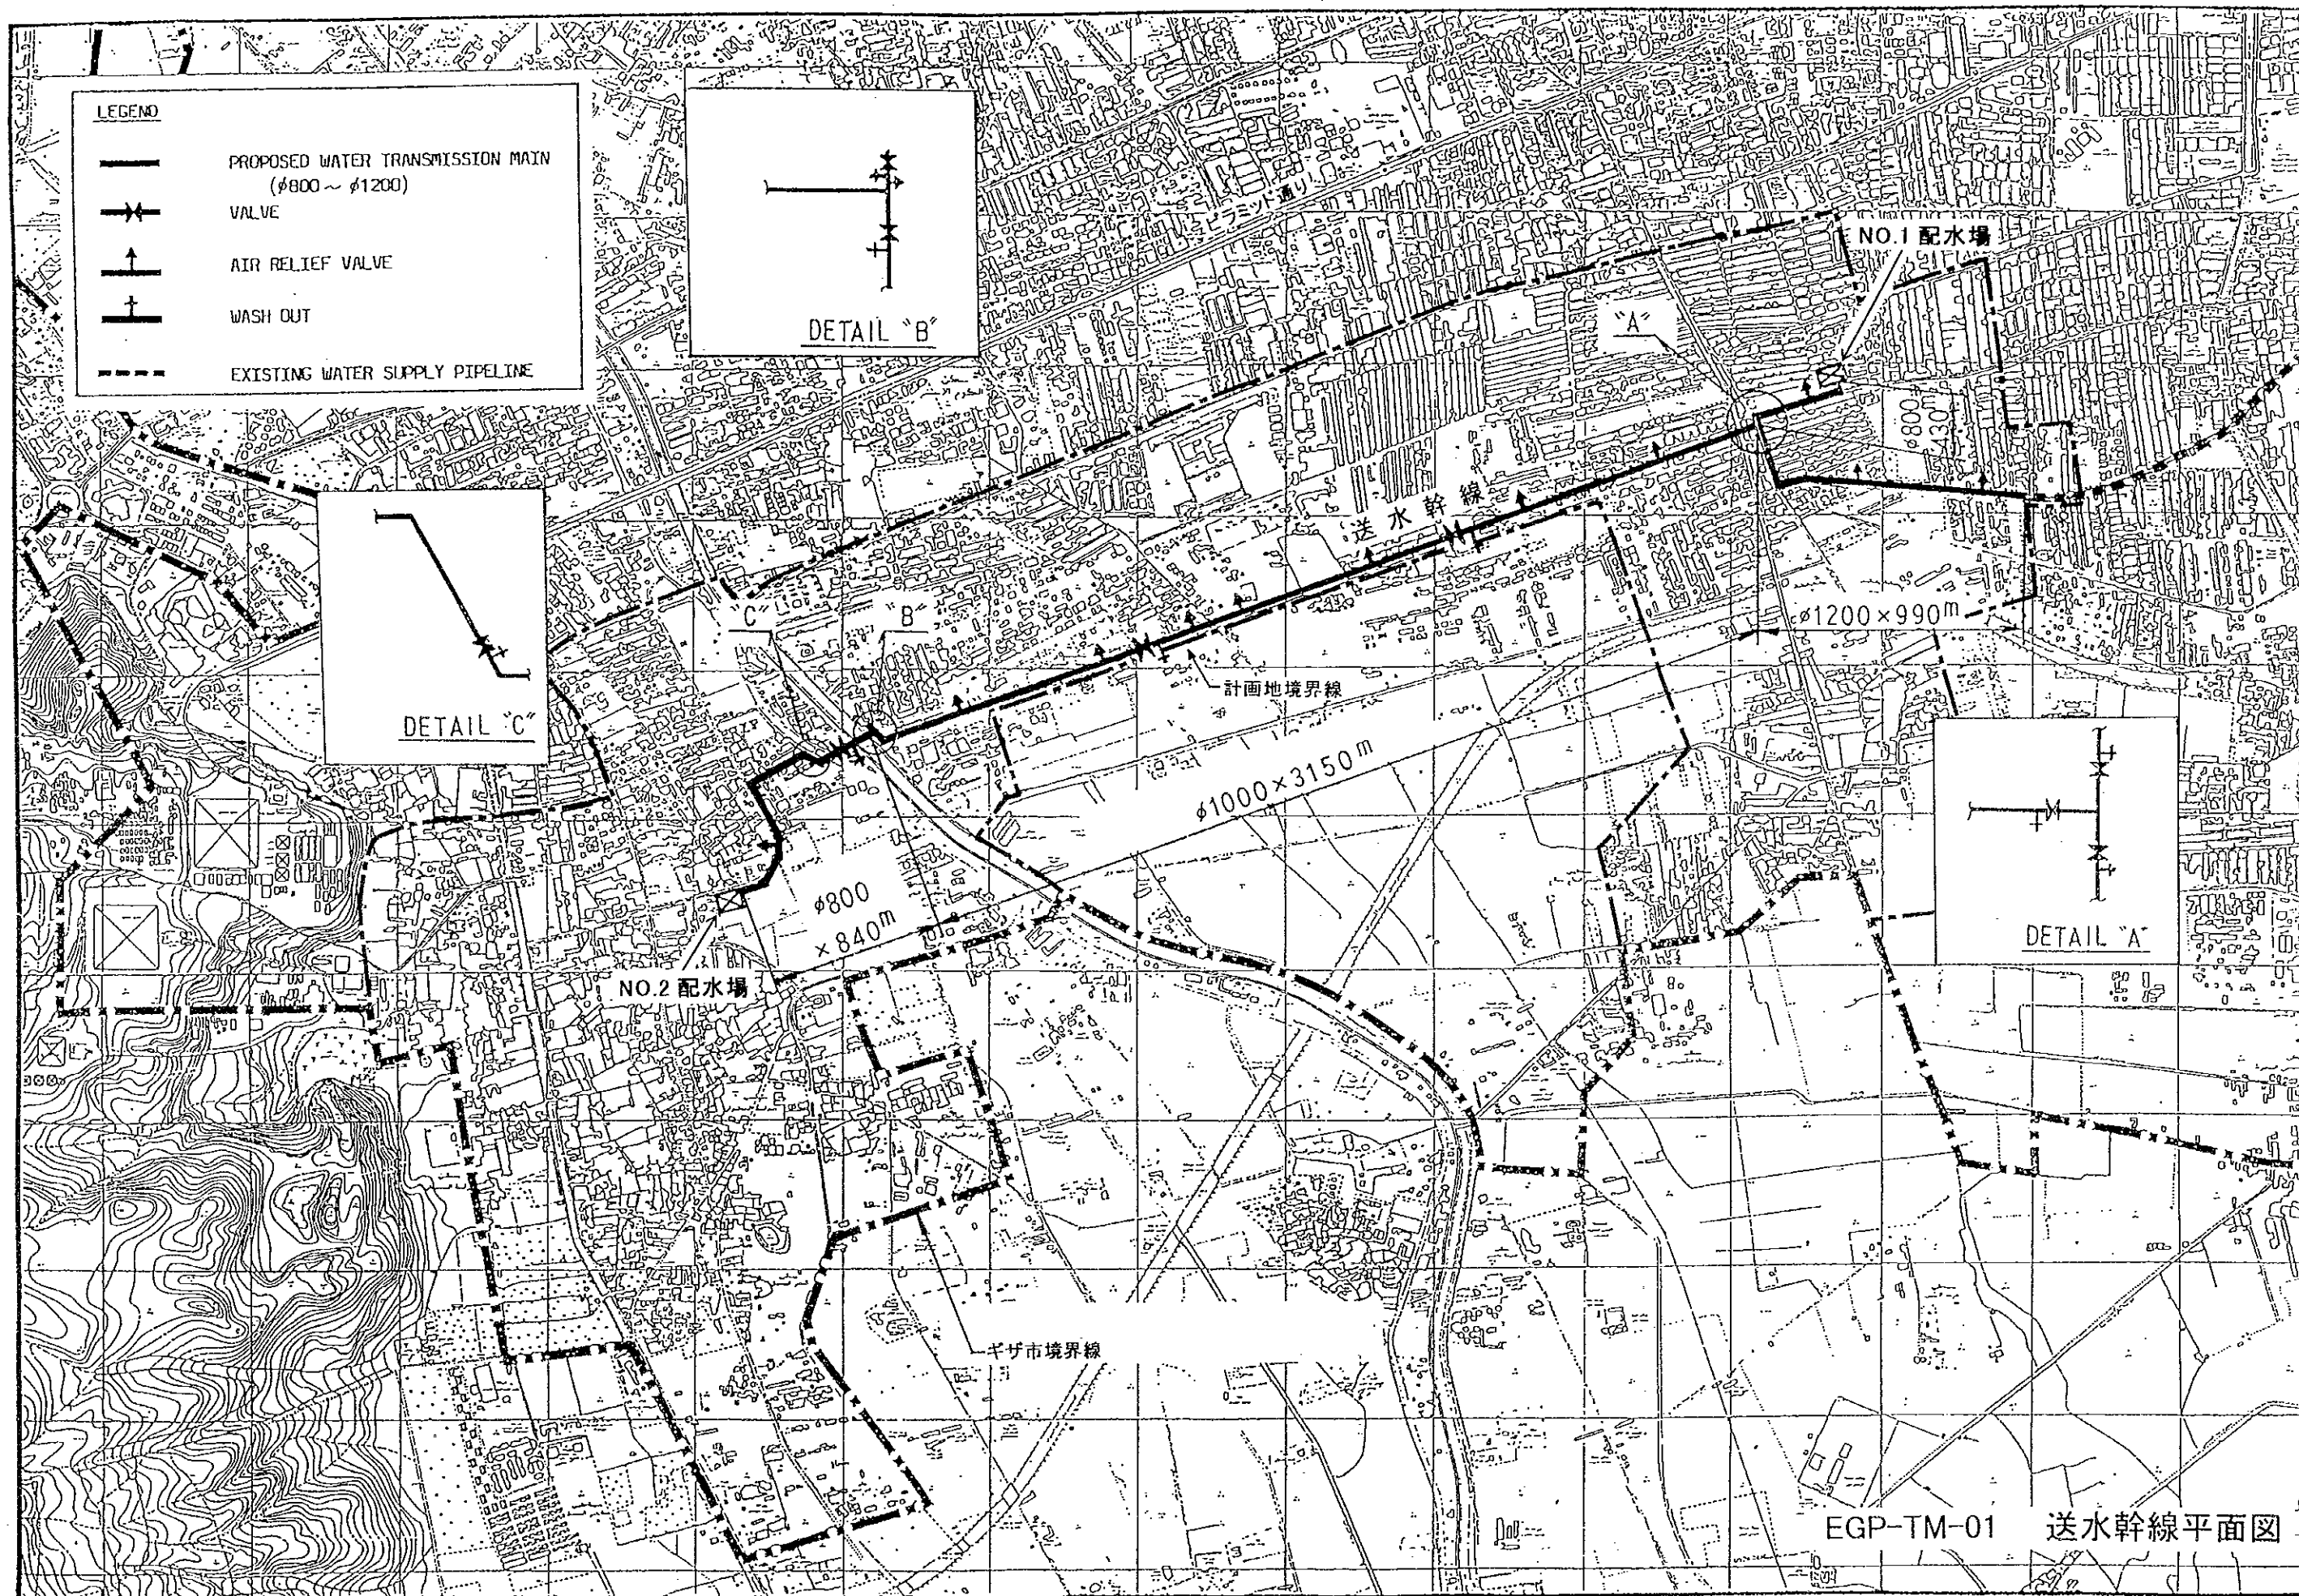 LEGEND
PROPOSED WATER TRANSMISSION MAIN
(φ800 ~ φ1200)
VALVE
AIR RELIEF VALVE
WASH OUT
EXISTING WATER SUPPLY PIPELINE
DETAIL "B"
ピラミッド通り
NO.1 配水場
"A"
φ800
×430m
送水幹線
DETAIL "C"
"C"
"B"
φ1200×990m
計画地境界線
φ1000×3150m
φ800
×840m
NO.2 配水場
DETAIL "A"
ギザ市境界線
EGP-TM-01 送水幹線平面図